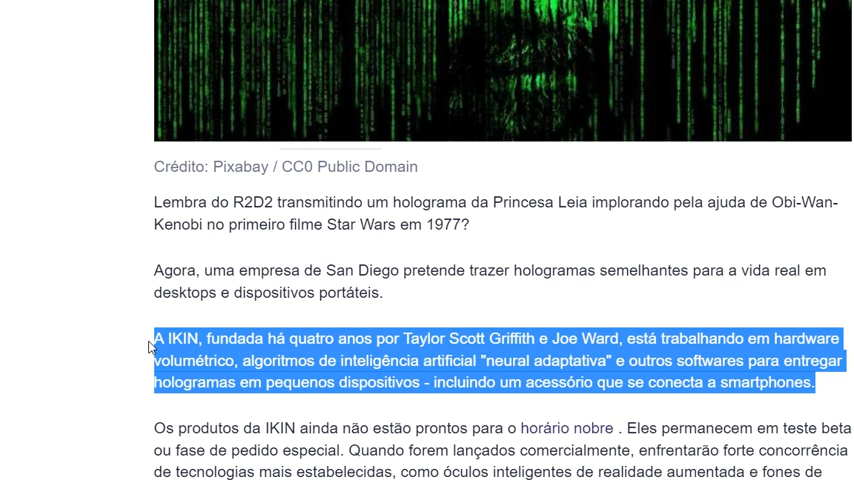 Crédito: Pixabay / CC0 Public Domain
Lembra do R2D2 transmitindo um holograma da Princesa Leia implorando pela ajuda de Obi-Wan-
Kenobi no primeiro filme Star Wars em 1977?
Agora, uma empresa de San Diego pretende trazer hologramas semelhantes para a vida real em
desktops e dispositivos portáteis.
A IKIN, fundada há quatro anos por Taylor Scott Griffith e Joe Ward, está trabalhando em hardware
volumétrico, algoritmos de inteligência artificial "neural adaptativa" e outros softwares para entregar
hologramas em pequenos dispositivos - incluindo um acessório que se conecta a smartphones.
Os produtos da IKIN ainda não estão prontos para o horário nobre . Eles permanecem em teste beta
ou fase de pedido especial. Quando forem lançados comercialmente, enfrentarão forte concorrência
de tecnologias mais estabelecidas, como óculos inteligentes de realidade aumentada e fones de